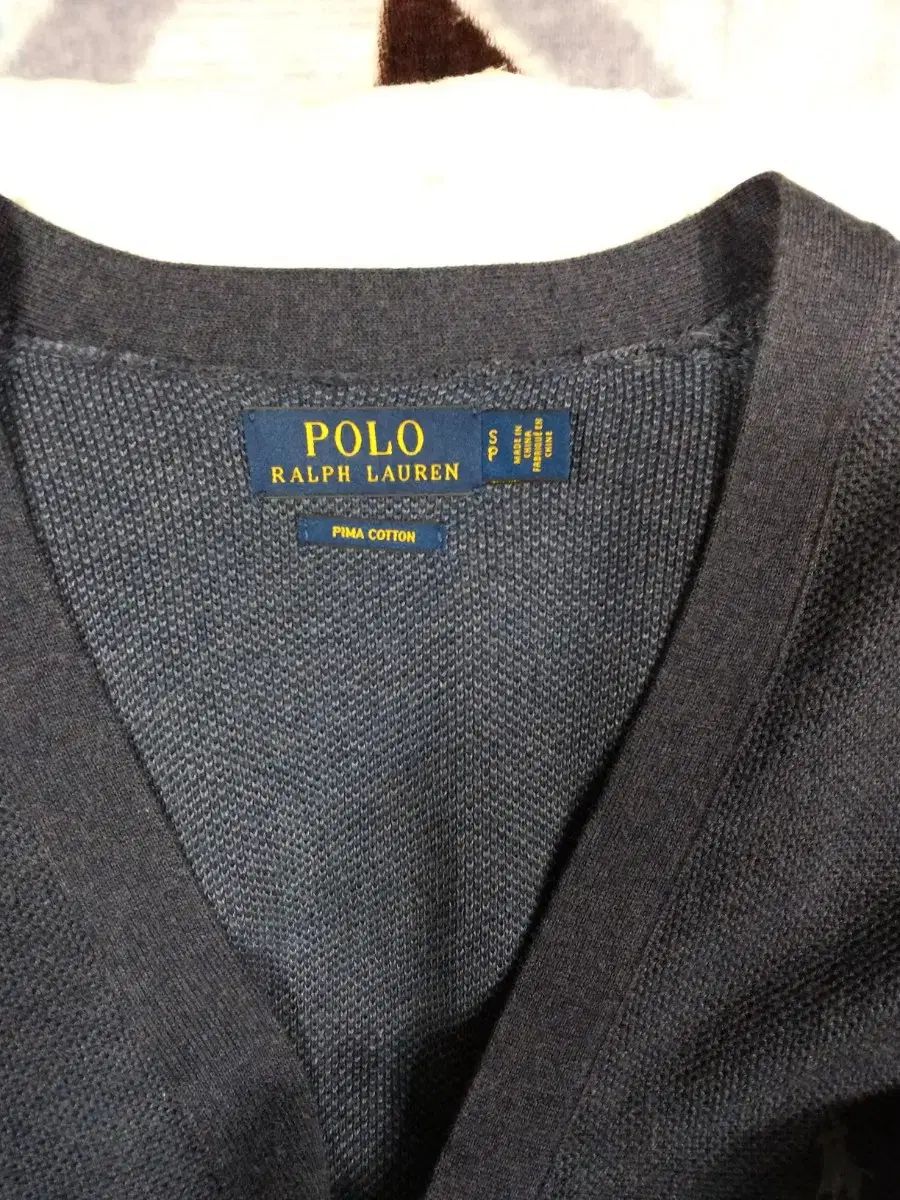 POLO
RALPH LAUREN
S
P
MADE IN
CHINA
FABRIQUÉ EN
CHINE
PIMA COTTON